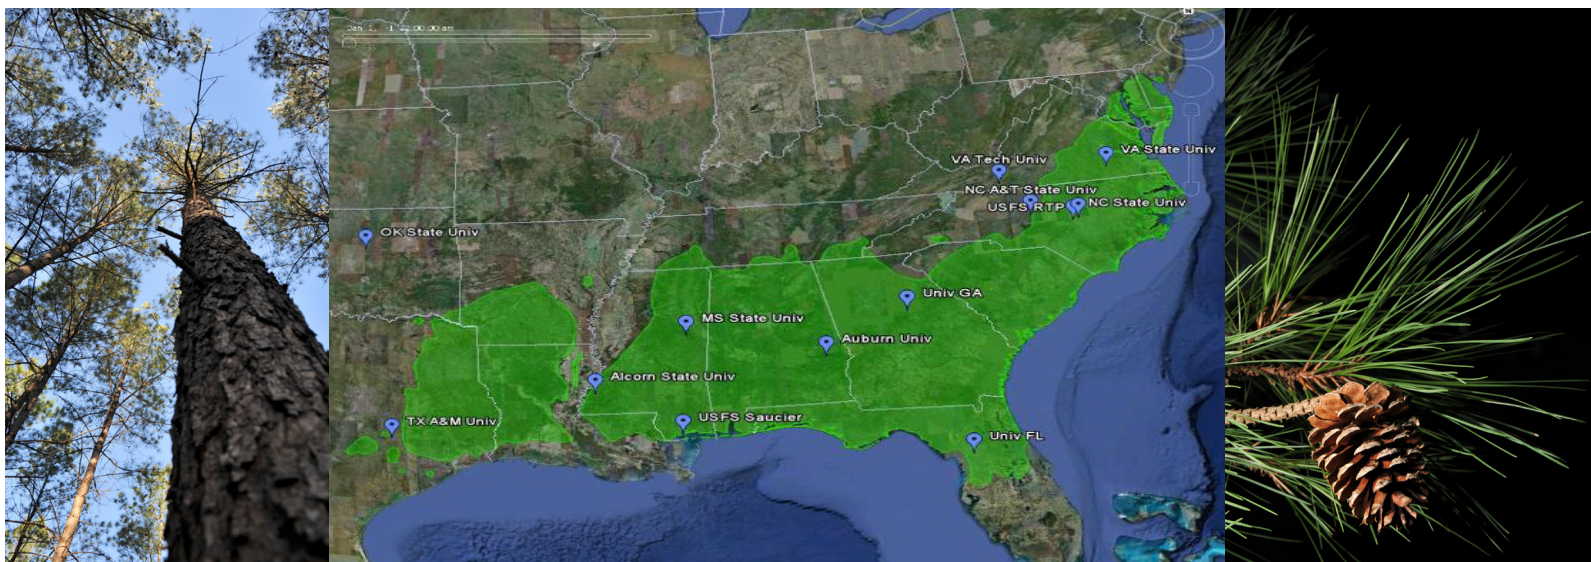 VA State Univ
VA Tech Univ
NC A&T State Univ
USFS RTP
NC State Univ
OK State Univ
Univ GA
MS State Univ
Auburn Univ
Alcorn State Univ
USFS Saucier
TX A&M Univ
Univ FL